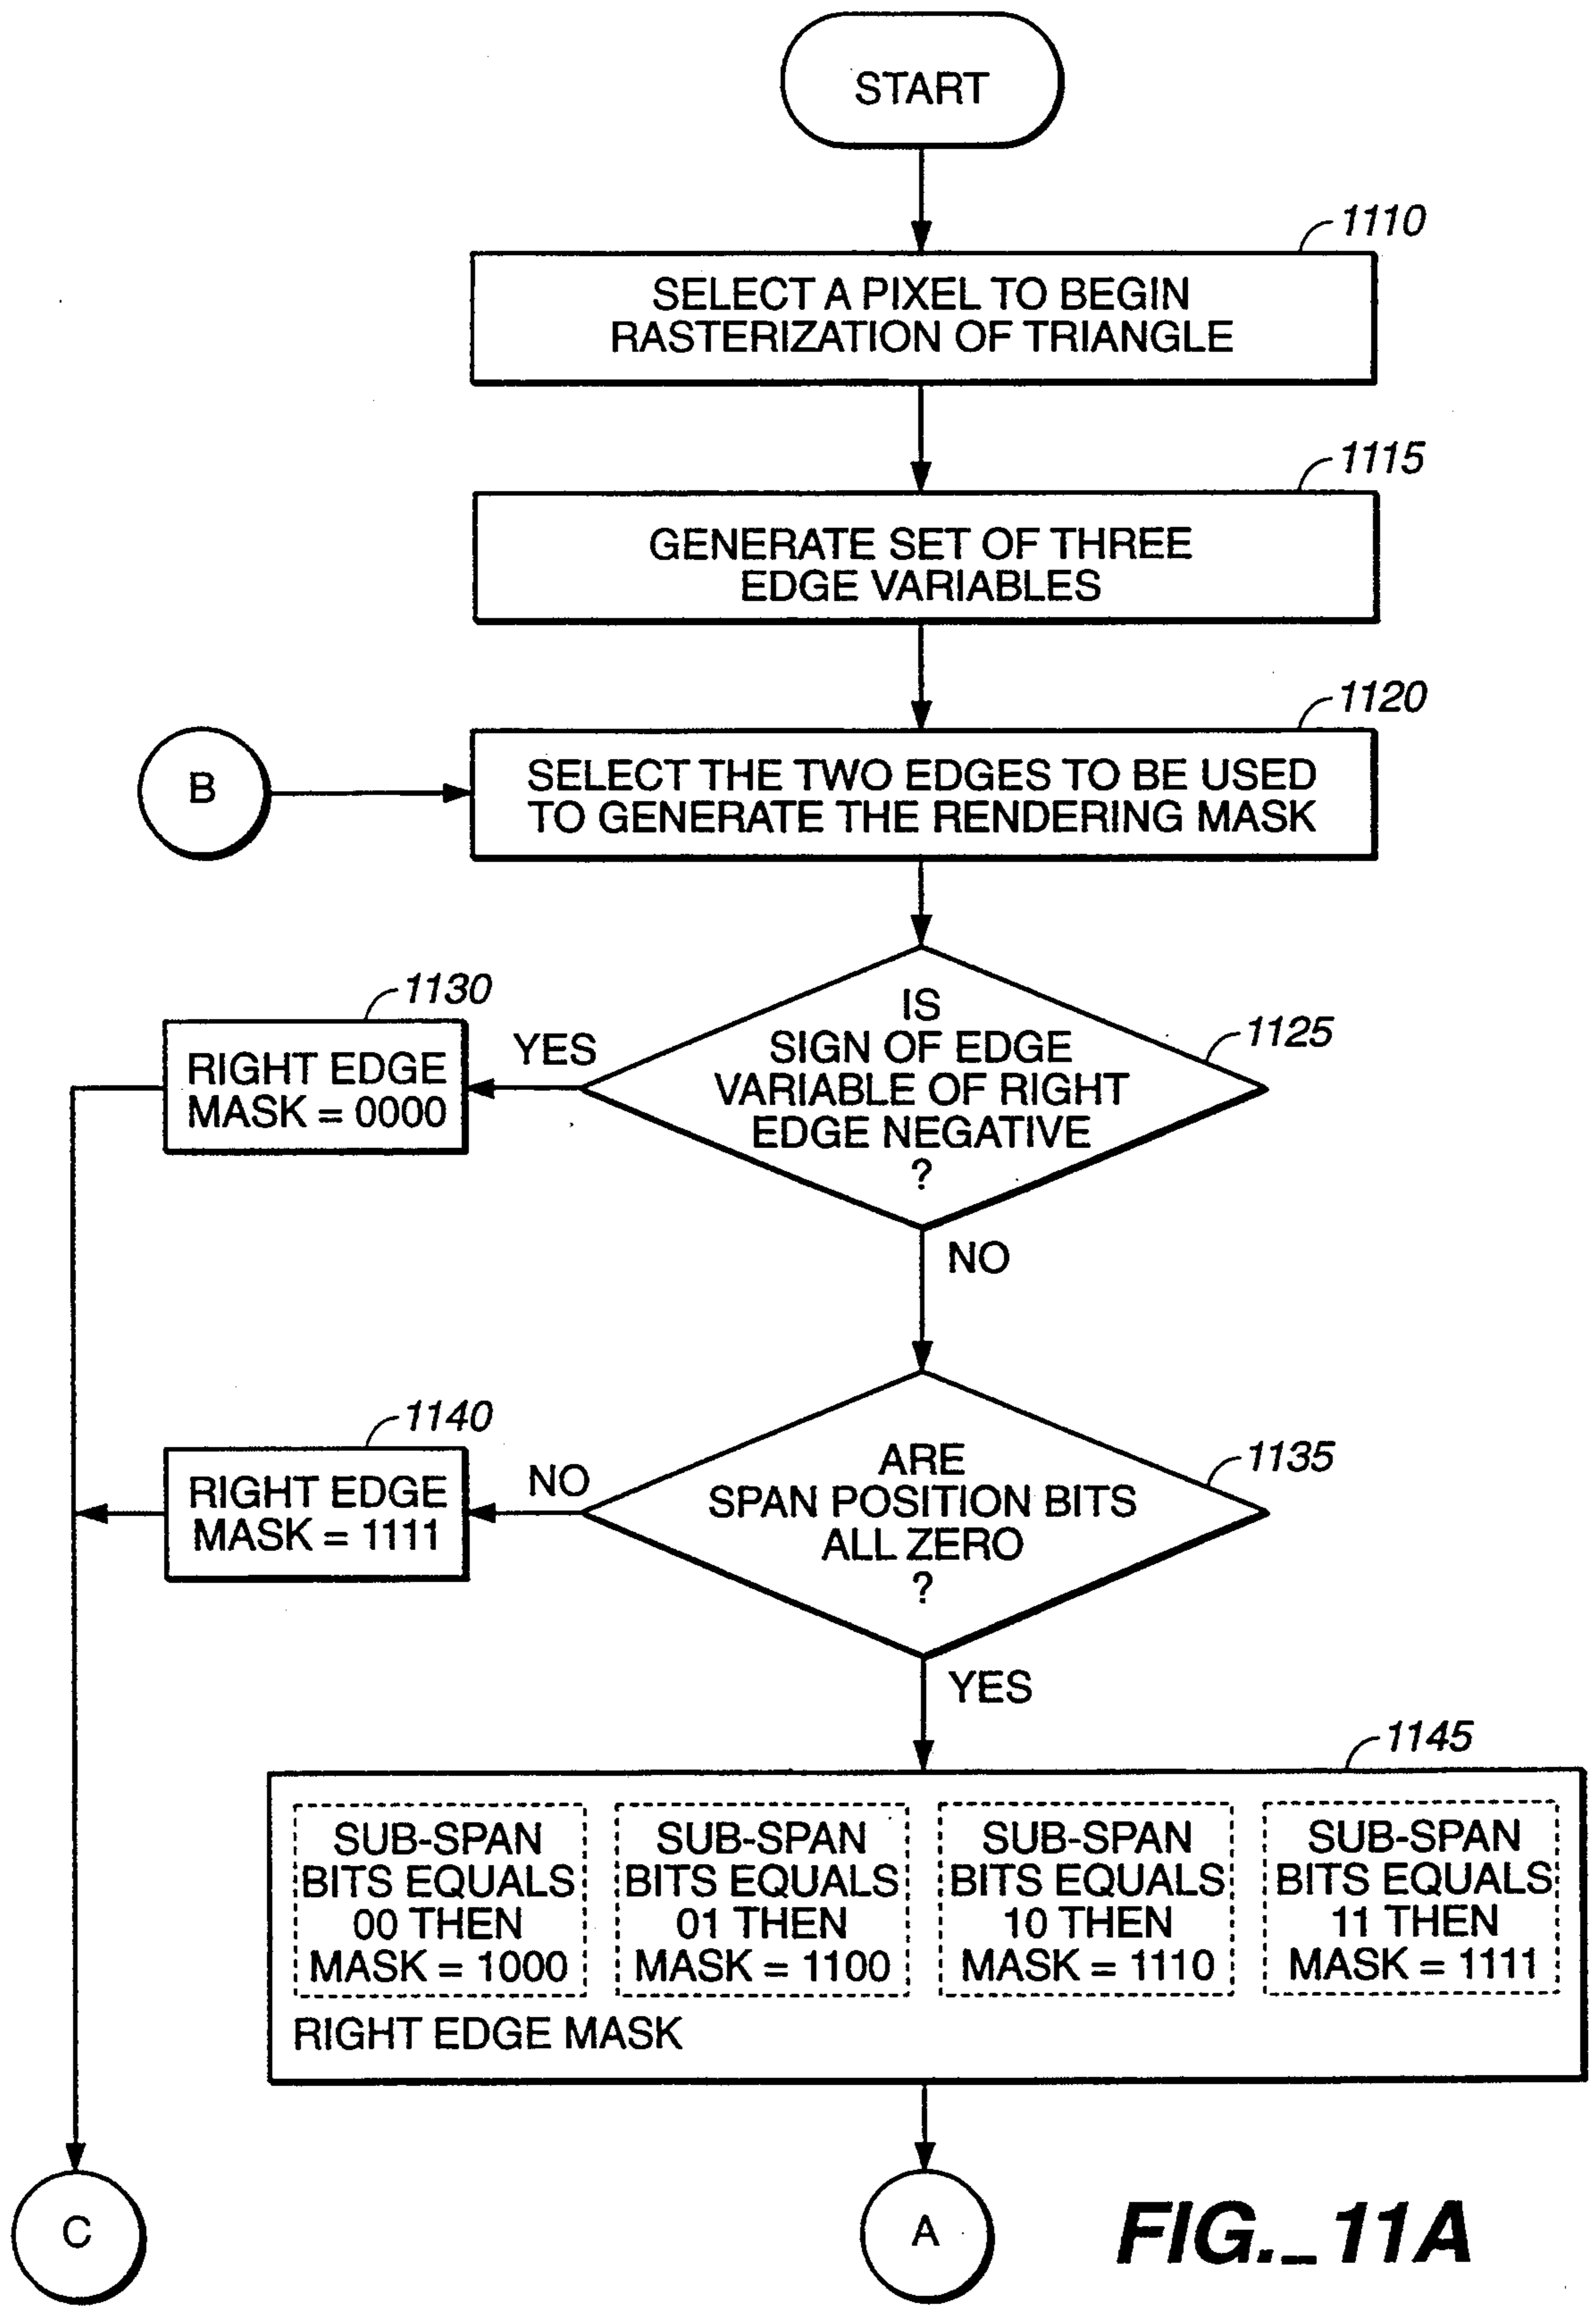 START
1110
SELECT A PIXEL TO BEGIN
RASTERIZATION OF TRIANGLE
1115
GENERATE SET OF THREE
EDGE VARIABLES
1120
B
SELECT THE TWO EDGES TO BE USED
TO GENERATE THE RENDERING MASK
1130
RIGHT EDGE
MASK = 0000
YES
1125
IS
SIGN OF EDGE
VARIABLE OF RIGHT
EDGE NEGATIVE
?
NO
1140
RIGHT EDGE
MASK = 1111
NO
1135
ARE
SPAN POSITION BITS
ALL ZERO
?
YES
1145
SUB-SPAN
BITS EQUALS
00 THEN
MASK = 1000
SUB-SPAN
BITS EQUALS
01 THEN
MASK = 1100
SUB-SPAN
BITS EQUALS
10 THEN
MASK = 1110
SUB-SPAN
BITS EQUALS
11 THEN
MASK = 1111
RIGHT EDGE MASK
C
A
FIG._11A